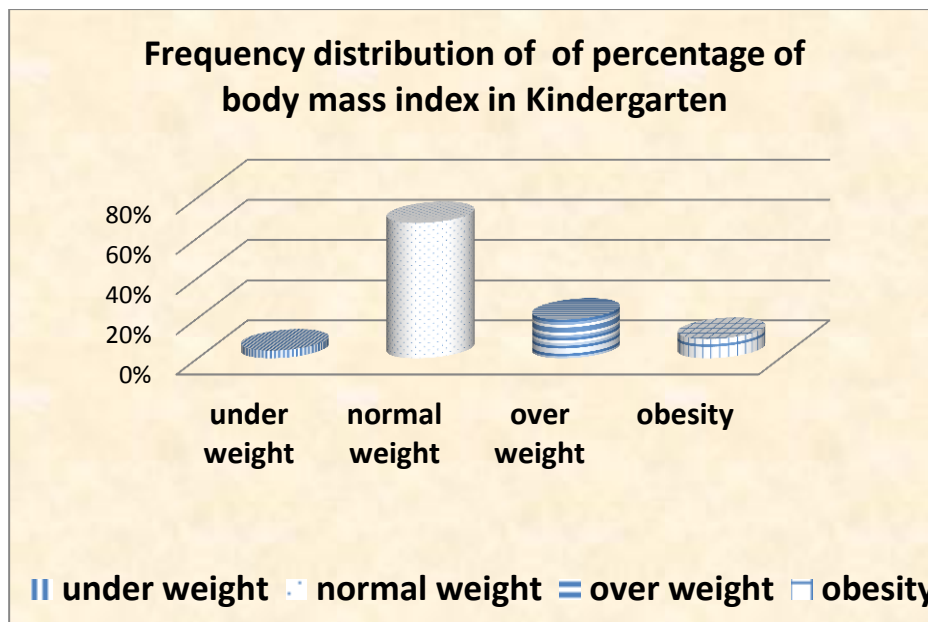 Frequency distribution of of percentage of
body mass index in Kindergarten
80%
60%
40%
20%
0%
under
weight
normal
weight
over
weight
obesity
under weight normal weight over weight obesity